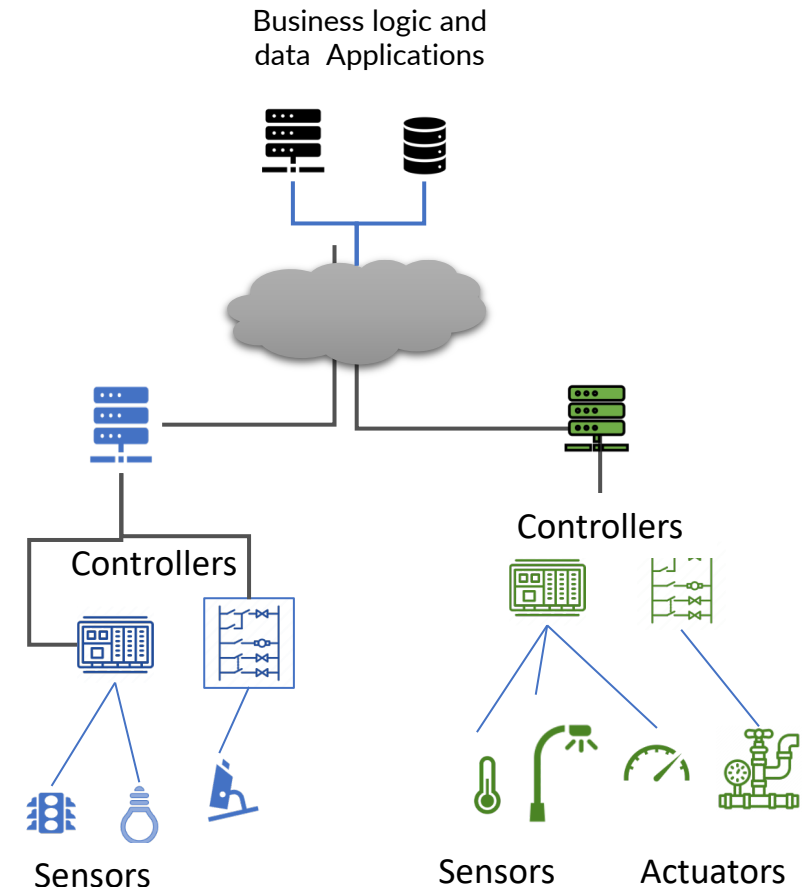 Business logic and
data  Applications
Controllers
Controllers
Sensors
Sensors
Actuators